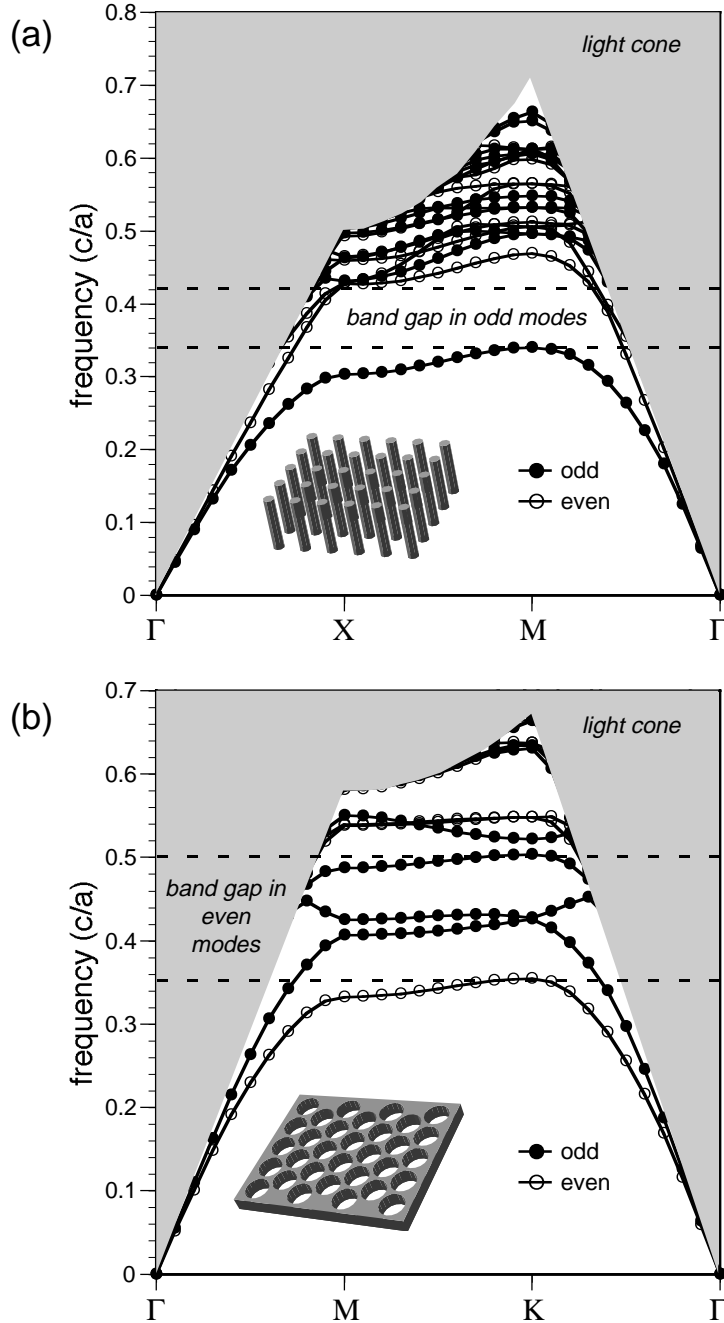 (a)
0.8
0.7
0.6
0.5
0.4
0.3
0.2
0.1
0
frequency (c/a)
light cone
band gap in odd modes
odd
even
Γ X M Γ
(b)
0.7
0.6
0.5
0.4
0.3
0.2
0.1
0
frequency (c/a)
light cone
band gap in
even
modes
odd
even
Γ M K Γ